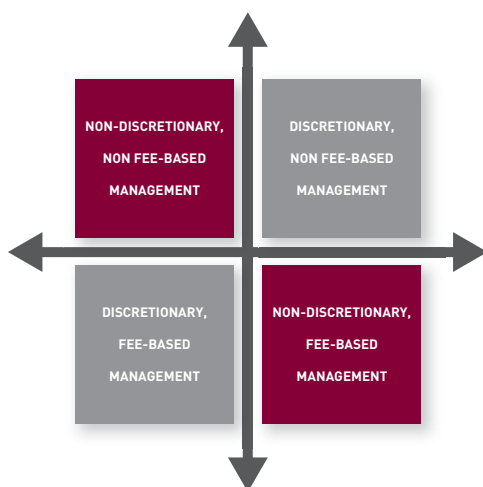 NON-DISCRETIONARY,
NON FEE-BASED
MANAGEMENT
DISCRETIONARY,
NON FEE-BASED
MANAGEMENT
DISCRETIONARY,
FEE-BASED
MANAGEMENT
NON-DISCRETIONARY,
FEE-BASED
MANAGEMENT